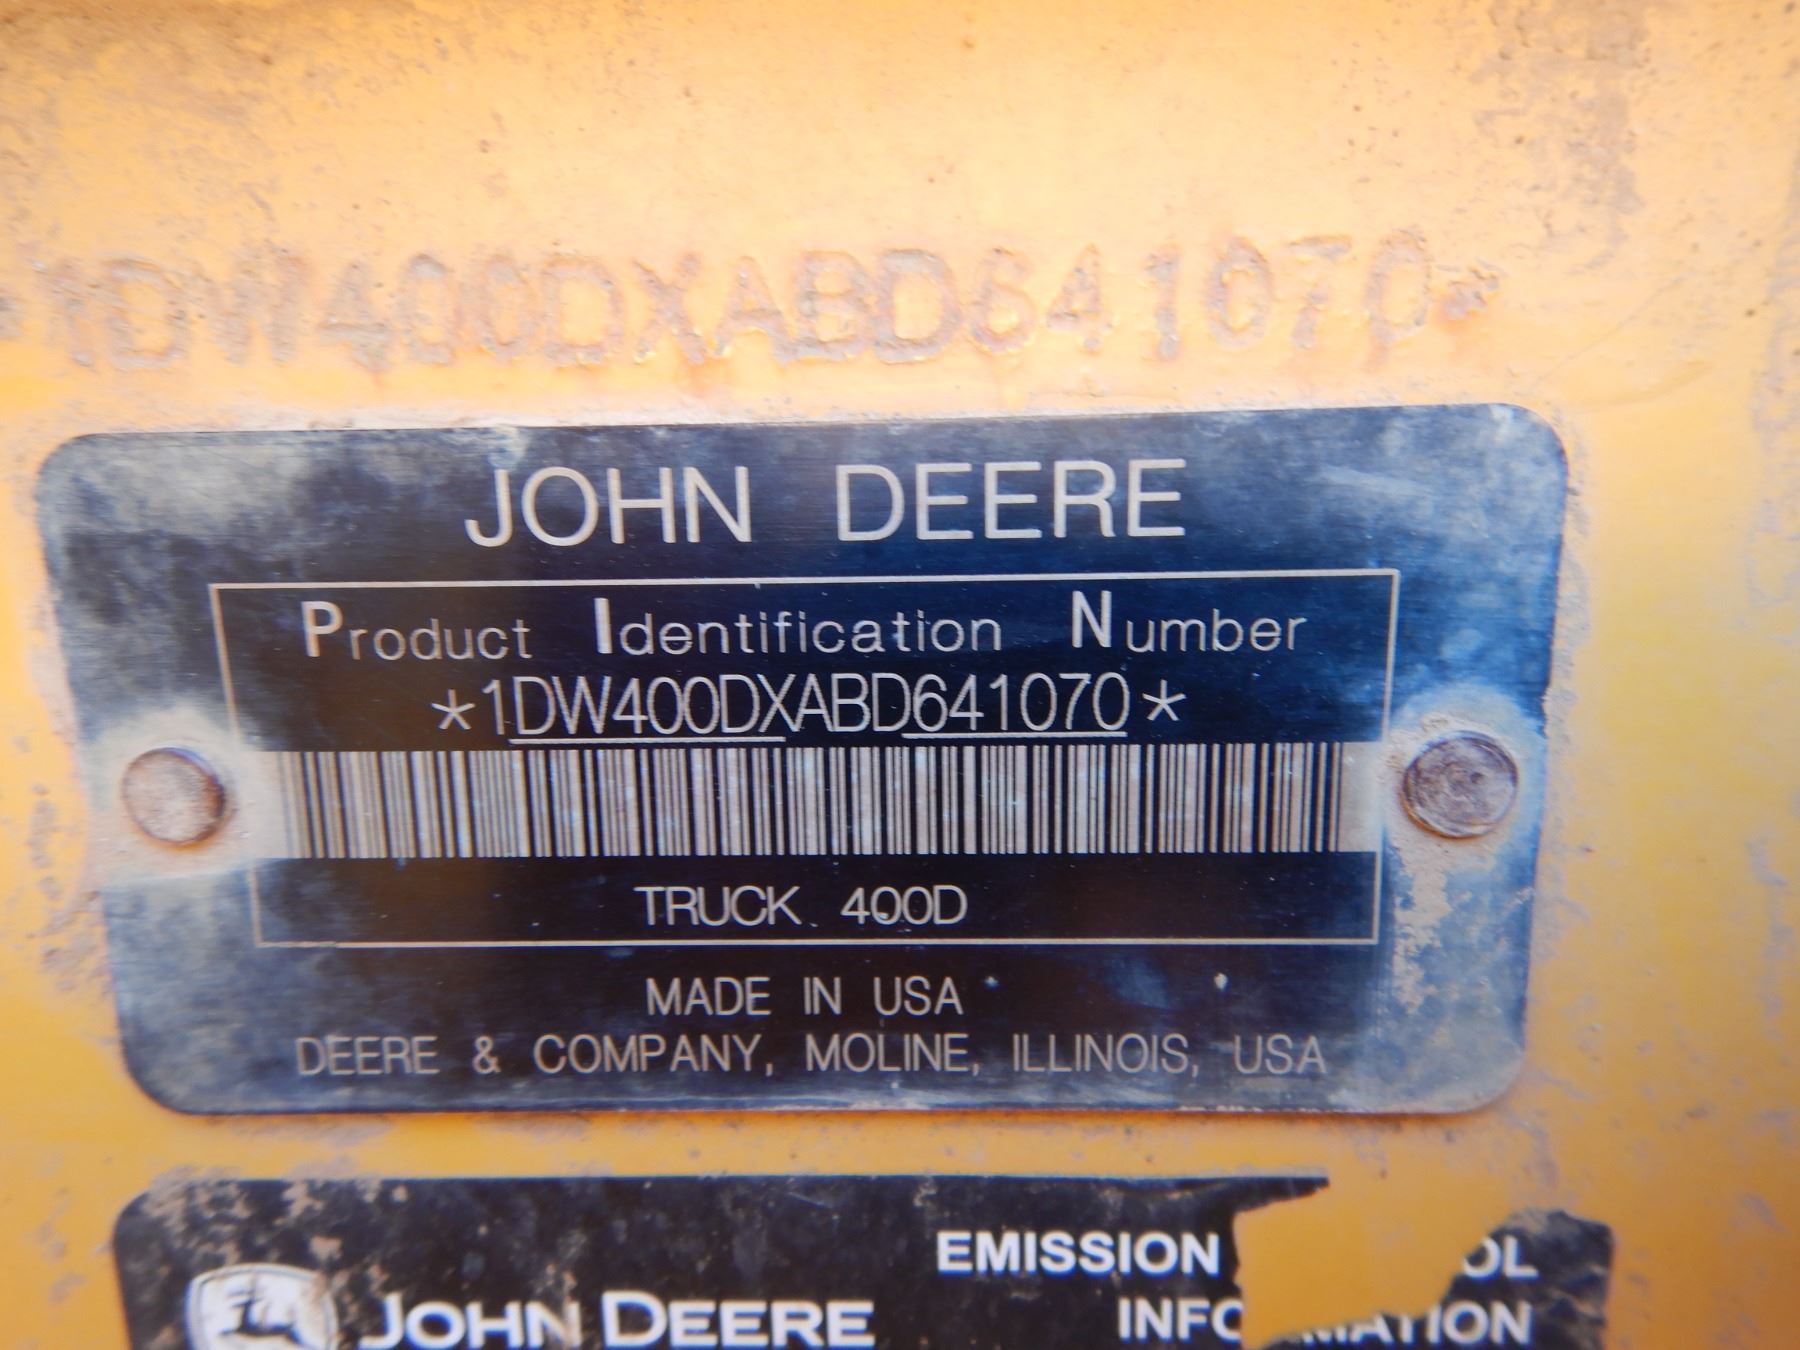 *1DW400DXABD641070*
JOHN DEERE
Product Identification Number
*1DW400DXABD641070*
TRUCK 400D
MADE IN USA
DEERE & COMPANY, MOLINE, ILLINOIS, USA
EMISSION
JOHN DEERE